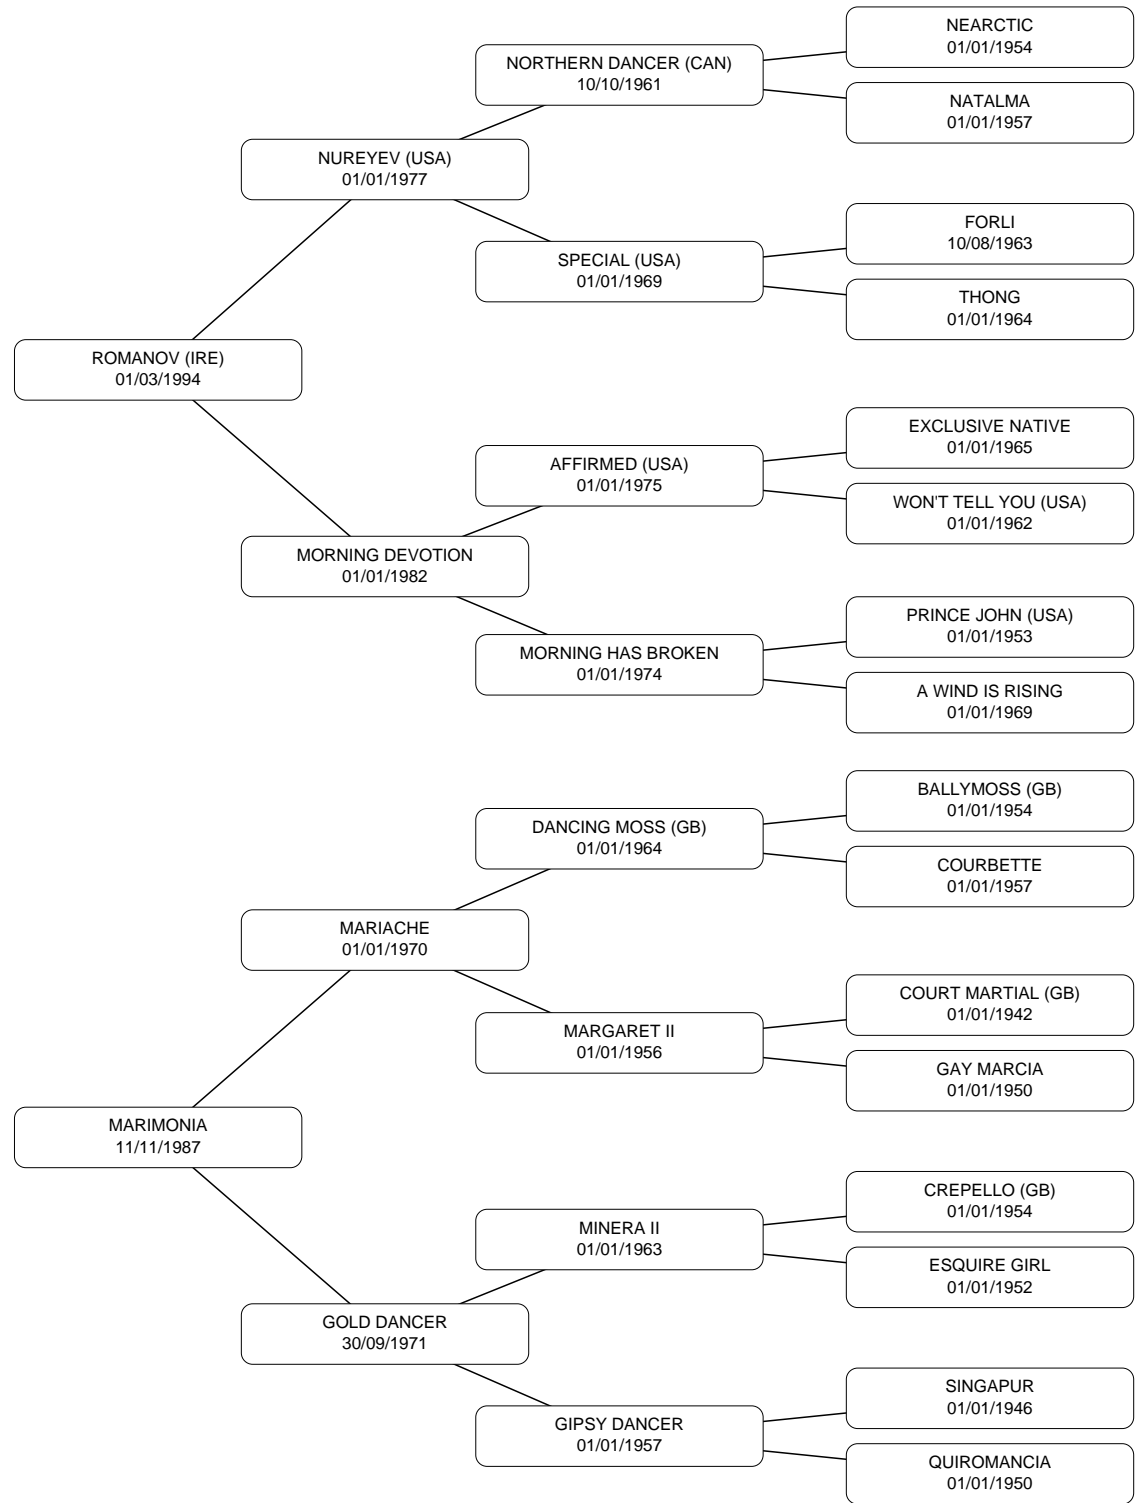 NEARCTIC
01/01/1954
NORTHERN DANCER (CAN)
10/10/1961
NATALMA
01/01/1957
NUREYEV (USA)
01/01/1977
FORLI
10/08/1963
SPECIAL (USA)
01/01/1969
THONG
01/01/1964
ROMANOV (IRE)
01/03/1994
EXCLUSIVE NATIVE
01/01/1965
AFFIRMED (USA)
01/01/1975
WON'T TELL YOU (USA)
01/01/1962
MORNING DEVOTION
01/01/1982
PRINCE JOHN (USA)
01/01/1953
MORNING HAS BROKEN
01/01/1974
A WIND IS RISING
01/01/1969
BALLYMOSS (GB)
01/01/1954
DANCING MOSS (GB)
01/01/1964
COURBETTE
01/01/1957
MARIACHE
01/01/1970
COURT MARTIAL (GB)
01/01/1942
MARGARET II
01/01/1956
GAY MARCIA
01/01/1950
MARIMONIA
11/11/1987
CREPELLO (GB)
01/01/1954
MINERA II
01/01/1963
ESQUIRE GIRL
01/01/1952
GOLD DANCER
30/09/1971
SINGAPUR
01/01/1946
GIPSY DANCER
01/01/1957
QUIROMANCIA
01/01/1950